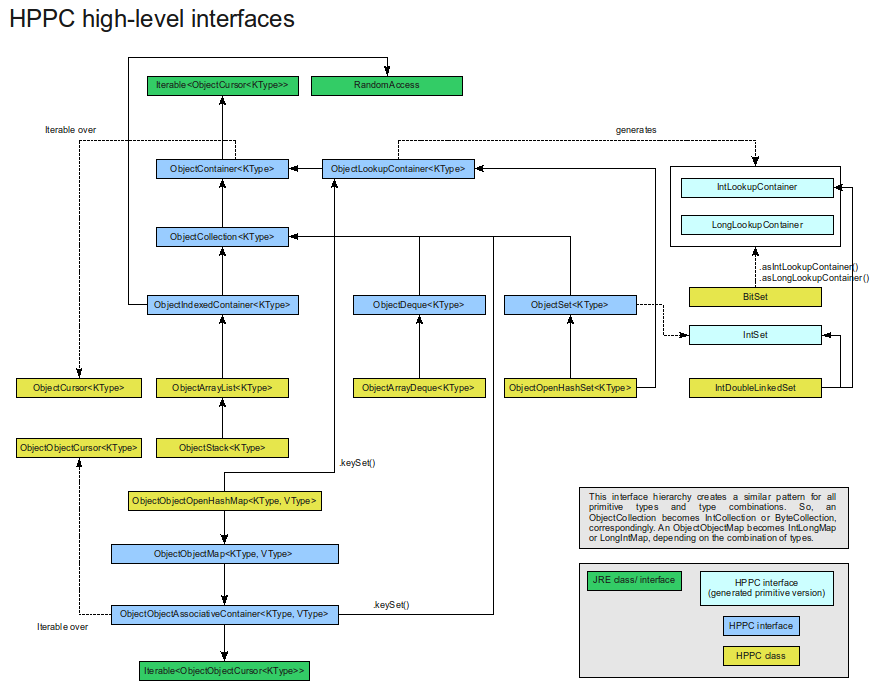 HPPC high-level interfaces
Iterable<ObjectCursor<KType>>
RandomAccess
Iterable over
generates
ObjectContainer<KType>
ObjectLookupContainer<KType>
IntLookupContainer
LongLookupContainer
ObjectCollection<KType>
.asIntLookupContainer()
.asLongLookupContainer()
ObjectIndexedContainer<KType>
ObjectDeque<KType>
ObjectSet<KType>
BitSet
IntSet
ObjectCursor<KType>
ObjectArrayList<KType>
ObjectArrayDeque<KType>
ObjectOpenHashSet<KType>
IntDoubleLinkedSet
ObjectObjectCursor<KType>
ObjectStack<KType>
.keySet()
ObjectObjectOpenHashMap<KType, VType>
This interface hierarchy creates a similar pattern for all
primitive types and type combinations. So, an
ObjectCollection becomes IntCollection or ByteCollection,
correspondingly. An ObjectObjectMap becomes IntLongMap
or LongIntMap, depending on the combination of types.
ObjectObjectMap<KType, VType>
JRE class/ interface
HPPC interface
(generated primitive version)
.keySet()
ObjectObjectAssociativeContainer<KType, VType>
Iterable over
HPPC interface
HPPC class
Iterable<ObjectObjectCursor<KType>>